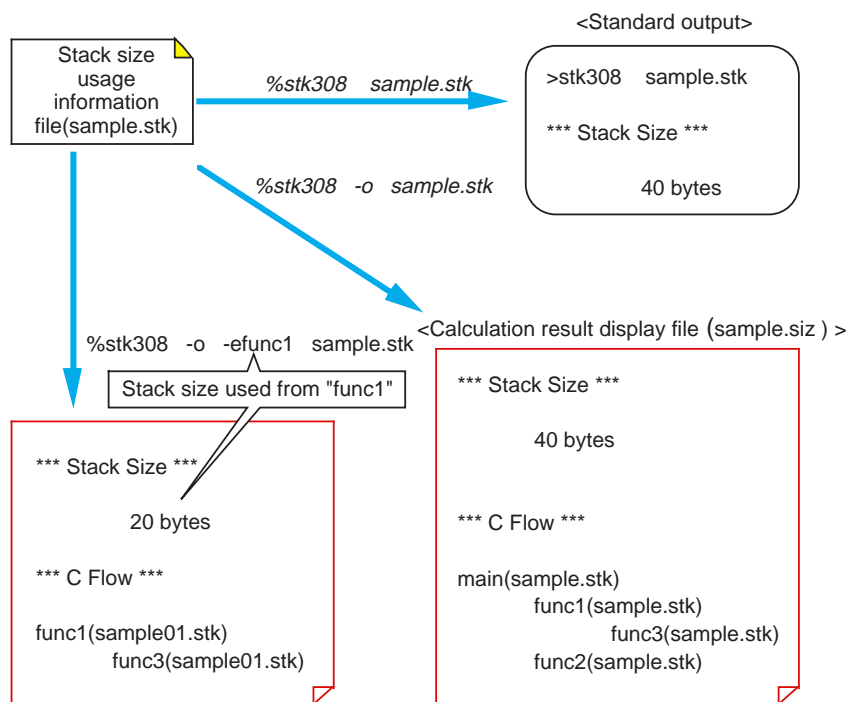 Stack size
usage
information
file(sample.stk)
%stk308 sample.stk
<Standard output>
>stk308 sample.stk
*** Stack Size ***
40 bytes
%stk308 -o sample.stk
%stk308 -o -efunc1 sample.stk
Stack size used from "func1"
*** Stack Size ***
20 bytes
*** C Flow ***
func1(sample01.stk)
func3(sample01.stk)
<Calculation result display file (sample.siz ) >
*** Stack Size ***
40 bytes
*** C Flow ***
main(sample.stk)
func1(sample.stk)
func3(sample.stk)
func2(sample.stk)